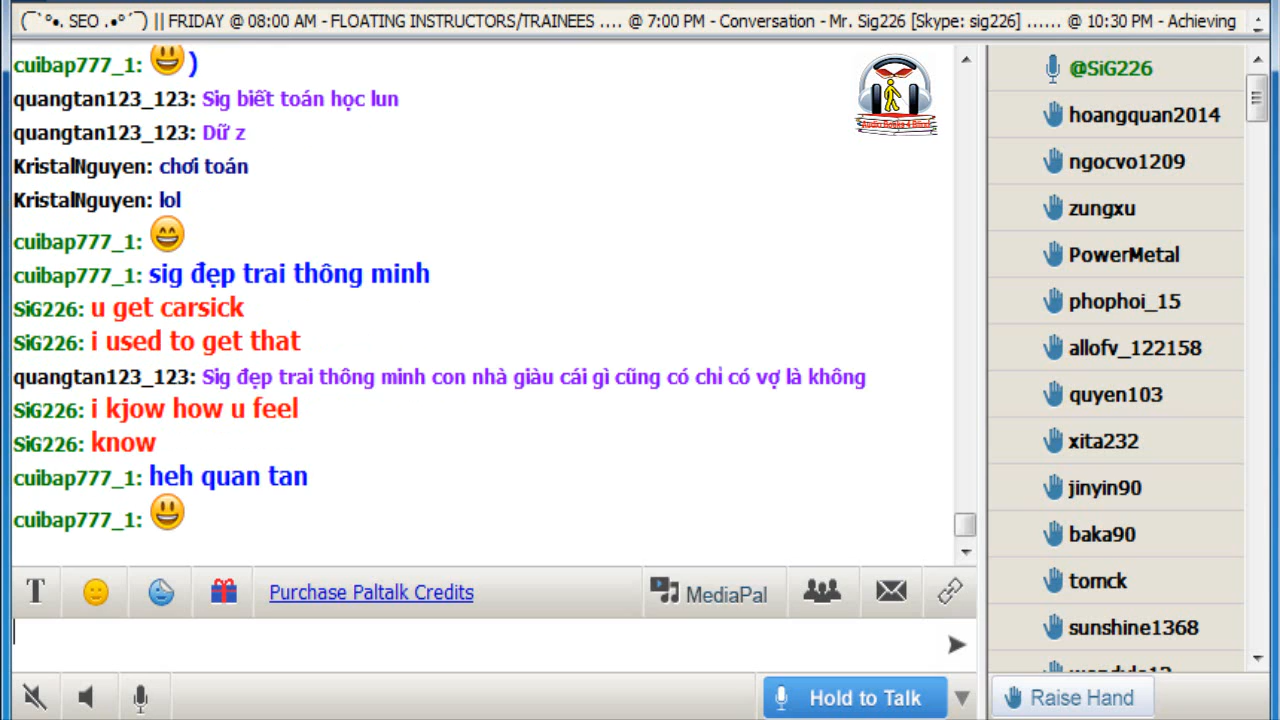 (¯`°•. SEO .•°´¯) || FRIDAY @ 08:00 AM - FLOATING INSTRUCTORS/TRAINEES .... @ 7:00 PM - Conversation - Mr. Sig226 [Skype: sig226] ...... @ 10:30 PM - Achieving
cuibap777_1: )
quangtan123_123: Sig biết toán học lun
quangtan123_123: Dữ z
KristalNguyen: chơi toán
KristalNguyen: lol
cuibap777_1:
cuibap777_1: sig đẹp trai thông minh
SiG226: u get carsick
SiG226: i used to get that
quangtan123_123: Sig đẹp trai thông minh con nhà giàu cái gì cũng có chỉ có vợ là không
SiG226: i kjow how u feel
SiG226: know
cuibap777_1: heh quan tan
cuibap777_1:
@SiG226
hoangquan2014
ngocvo1209
zungxu
PowerMetal
phophoi_15
allofv_122158
quyen103
xita232
jinyin90
baka90
tomck
sunshine1368
T
Purchase Paltalk Credits
MediaPal
Hold to Talk
Raise Hand